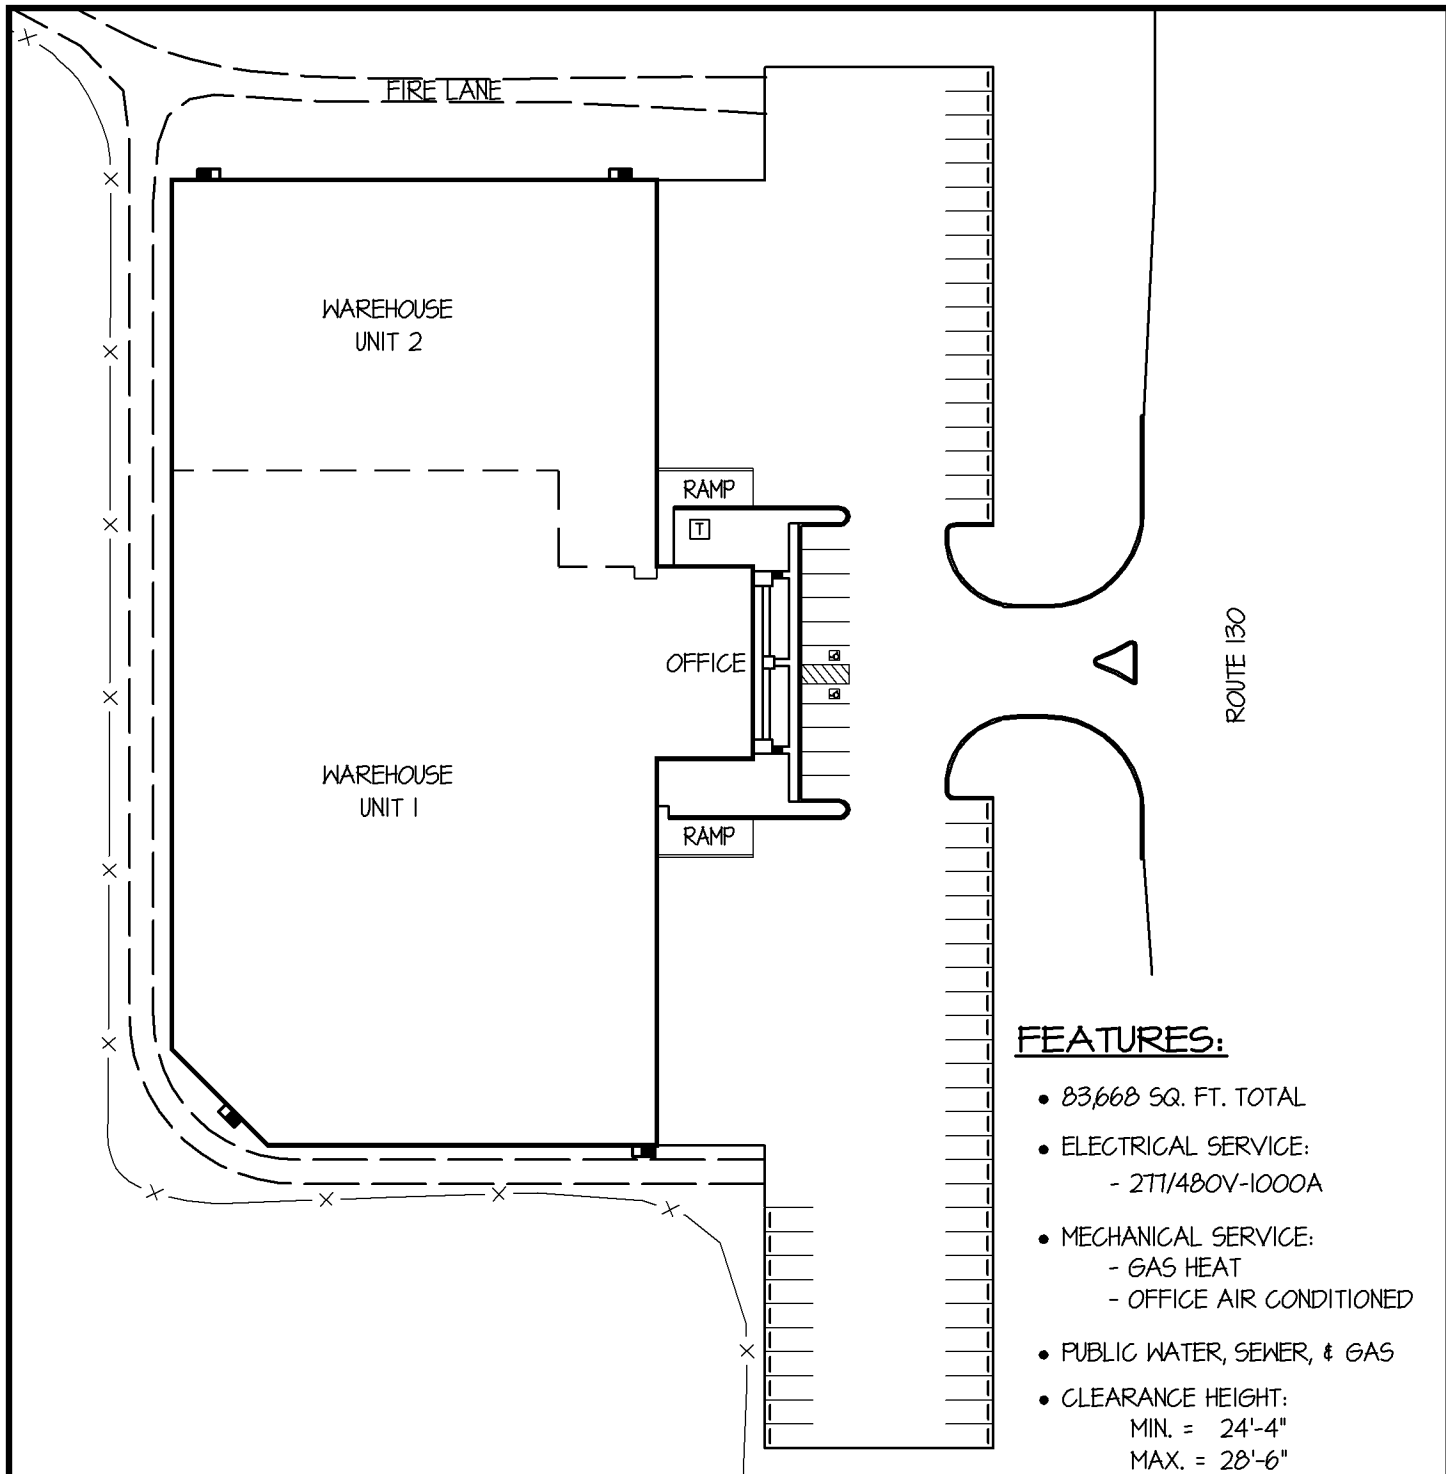 FIRE LANE
WAREHOUSE
UNIT 2
RAMP
T
OFFICE
ROUTE 130
WAREHOUSE
UNIT 1
RAMP
FEATURES:
• 83,668 SQ. FT. TOTAL
• ELECTRICAL SERVICE:
- 277/480V-1000A
• MECHANICAL SERVICE:
- GAS HEAT
- OFFICE AIR CONDITIONED
• PUBLIC WATER, SEWER, & GAS
• CLEARANCE HEIGHT:
MIN. = 24'-4"
MAX. = 28'-6"